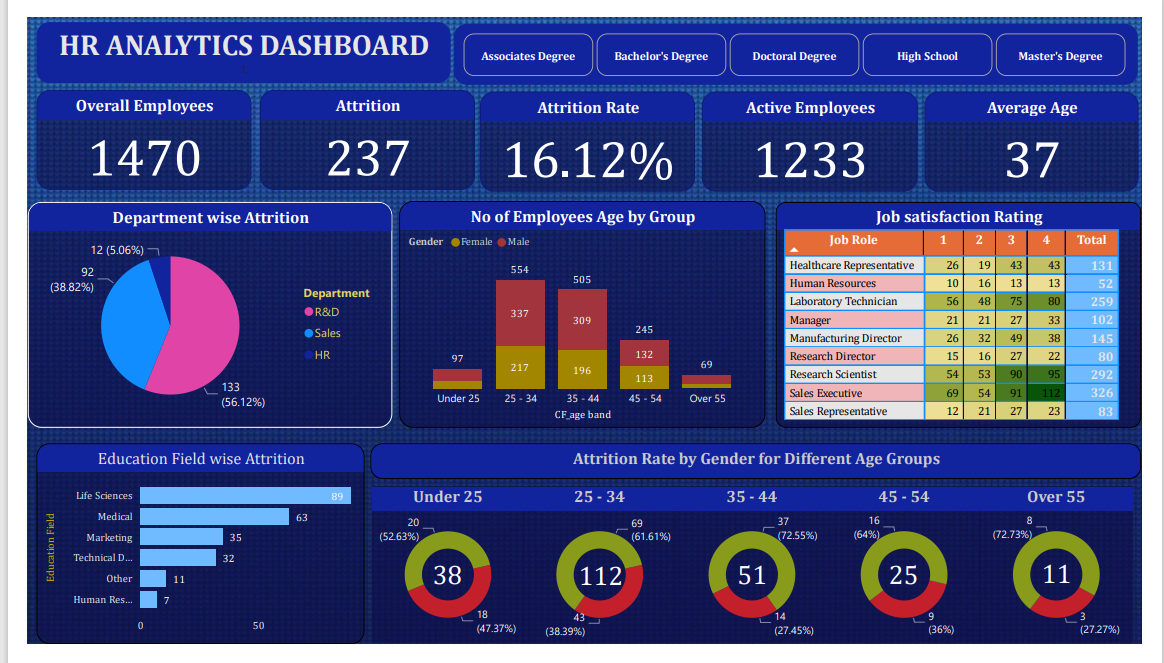 HR ANALYTICS DASHBOARD
Associates Degree
Bachelor's Degree
Doctoral Degree
High School
Master's Degree
Overall Employees
1470
Attrition
237
Attrition Rate
16.12%
Active Employees
1233
Average Age
37
Department wise Attrition
12 (5.06%)
92
(38.82%)
133
(56.12%)
Department
R&D
Sales
HR
No of Employees Age by Group
Gender Female Male
97
554
337
217
505
309
196
245
132
113
69
Under 25 25 - 34 35 - 44 45 - 54 Over 55
CF_age band
Job satisfaction Rating
Job Role 1 2 3 4 Total
Healthcare Representative 26 19 43 43 131
Human Resources 10 16 13 13 52
Laboratory Technician 56 48 75 80 259
Manager 21 21 27 33 102
Manufacturing Director 26 32 49 38 145
Research Director 15 16 27 22 80
Research Scientist 54 53 90 95 292
Sales Executive 69 54 91 112 326
Sales Representative 12 21 27 23 83
Education Field wise Attrition
Education Field
Life Sciences 89
Medical 63
Marketing 35
Technical D... 32
Other 11
Human Res... 7
0 50
Attrition Rate by Gender for Different Age Groups
Under 25
20
(52.63%)
38
18
(47.37%)
25 - 34
69
(61.61%)
112
43
(38.39%)
35 - 44
37
(72.55%)
51
14
(27.45%)
45 - 54
16
(64%)
25
9
(36%)
Over 55
8
(72.73%)
11
3
(27.27%)